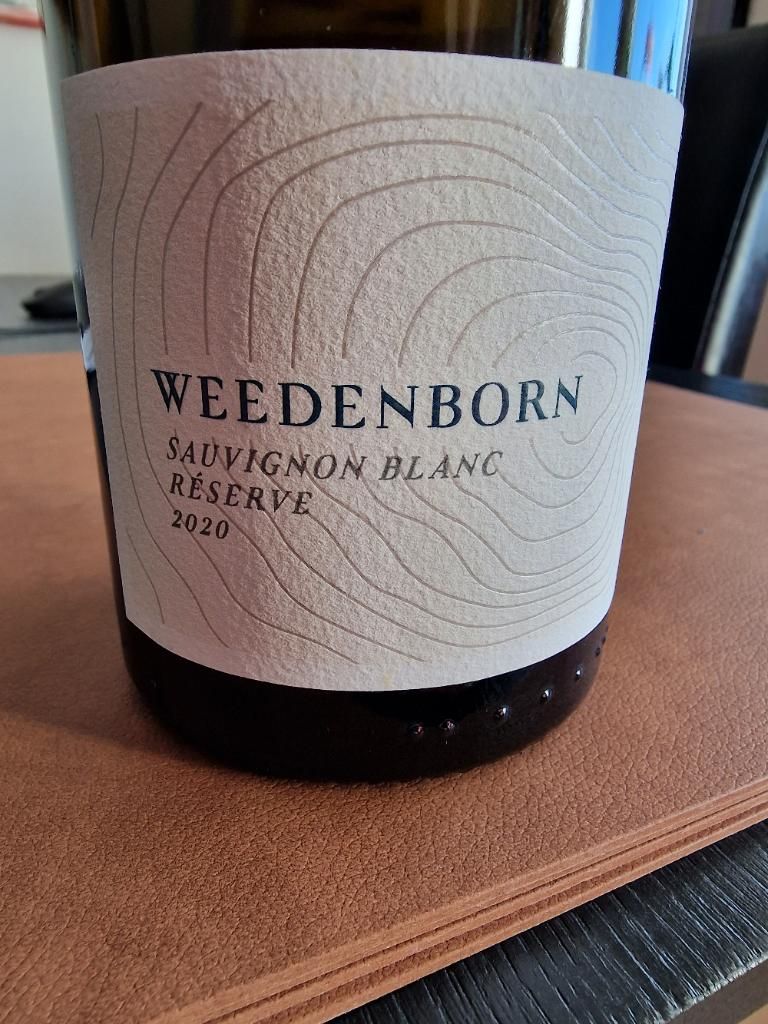 WEEDENBORN
SAUVIGNON BLANC
RÉSERVE
2020